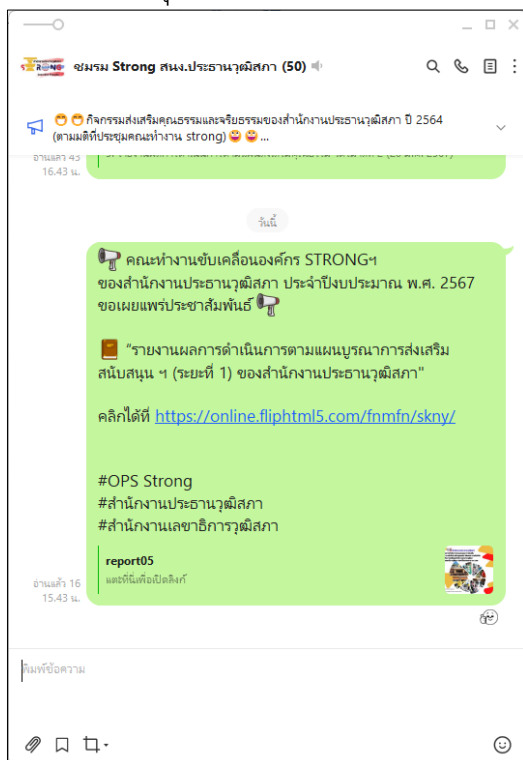 ชมรม Strong สนง.ประธานวุฒิสภา (50)
กิจกรรมส่งเสริมคุณธรรมและจริยธรรมของสำนักงานประธานวุฒิสภา ปี 2564
(ตามมติที่ประชุมคณะทำงาน strong) ...
อ่านแล้ว 43
16.43 น.
วันนี้
คณะทำงานขับเคลื่อนองค์กร STRONGฯ
ของสำนักงานประธานวุฒิสภา ประจำปีงบประมาณ พ.ศ. 2567
ขอเผยแพร่ประชาสัมพันธ์
“รายงานผลการดำเนินการตามแผนบูรณาการส่งเสริม
สนับสนุน ฯ (ระยะที่ 1) ของสำนักงานประธานวุฒิสภา"
คลิกได้ที่ https://online.fliphtml5.com/fnmfn/skny/
#OPS Strong
#สำนักงานประธานวุฒิสภา
#สำนักงานเลขาธิการวุฒิสภา
report05
แตะที่นี่เพื่อเปิดลิงก์
อ่านแล้ว 16
15.43 น.
พิมพ์ข้อความ